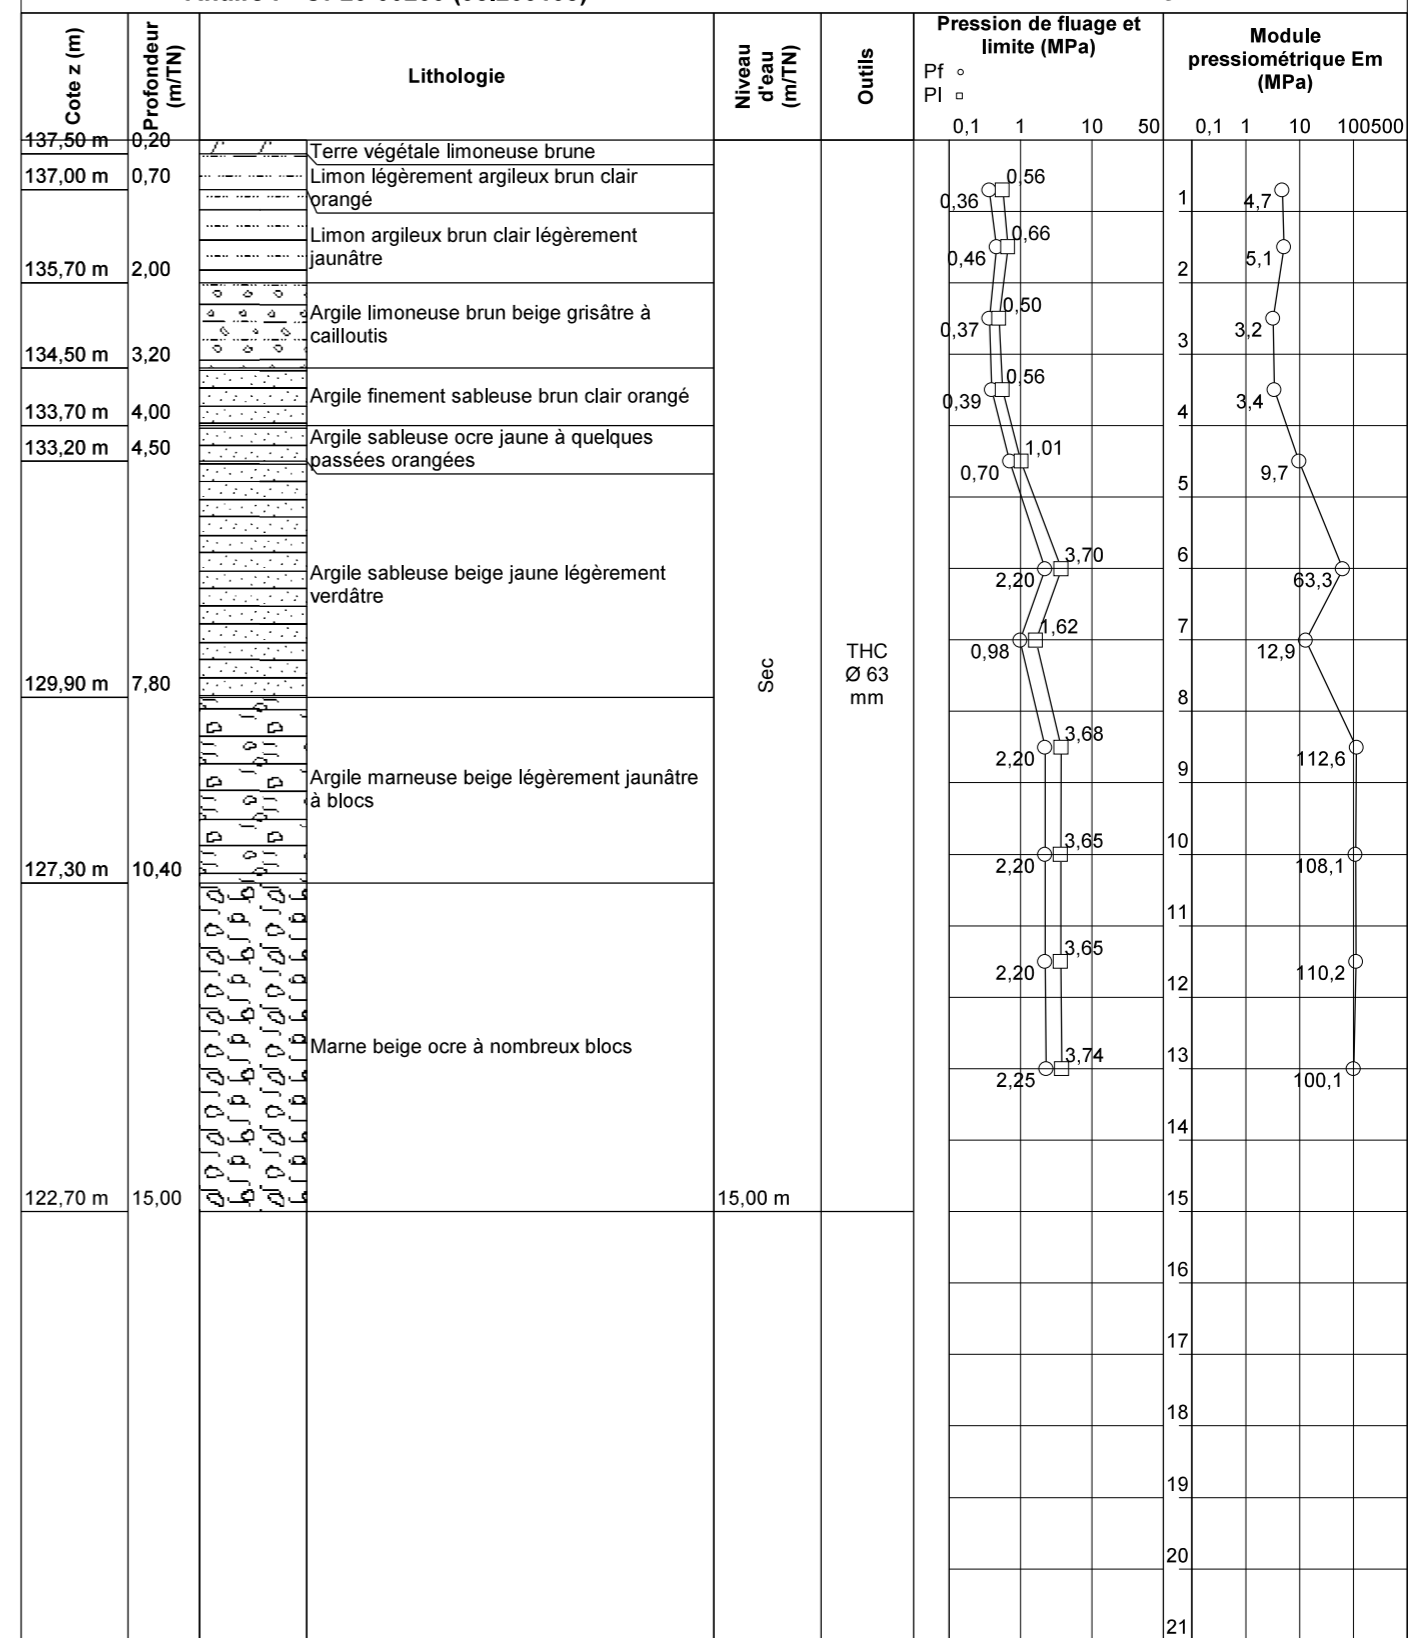 Cote z (m)
Profondeur
(m/TN)
Lithologie
Niveau
d'eau
(m/TN)
Outils
Pression de fluage et
limite (MPa)
Pf
Pl
0,1 1 10 50
Module
pressiométrique Em
(MPa)
0,1 1 10 100500
137,50 m 0,20
Terre végétale limoneuse brune
137,00 m 0,70
Limon légèrement argileux brun clair
orangé
Limon argileux brun clair légèrement
jaunâtre
135,70 m 2,00
Argile limoneuse brun beige grisâtre à
cailloutis
134,50 m 3,20
Argile finement sableuse brun clair orangé
133,70 m 4,00
Argile sableuse ocre jaune à quelques
passées orangées
133,20 m 4,50
Argile sableuse beige jaune légèrement
verdâtre
129,90 m 7,80
Argile marneuse beige légèrement jaunâtre
à blocs
127,30 m 10,40
Marne beige ocre à nombreux blocs
122,70 m 15,00
Sec
15,00 m
THC
Ø 63
mm
0,56
0,36
0,66
0,46
0,50
0,37
0,56
0,39
1,01
0,70
3,70
2,20
1,62
0,98
3,68
2,20
3,65
2,20
3,65
2,20
3,74
2,25
1
2
3
4
5
6
7
8
9
10
11
12
13
14
15
16
17
18
19
20
21
4,7
5,1
3,2
3,4
9,7
63,3
12,9
112,6
108,1
110,2
100,1